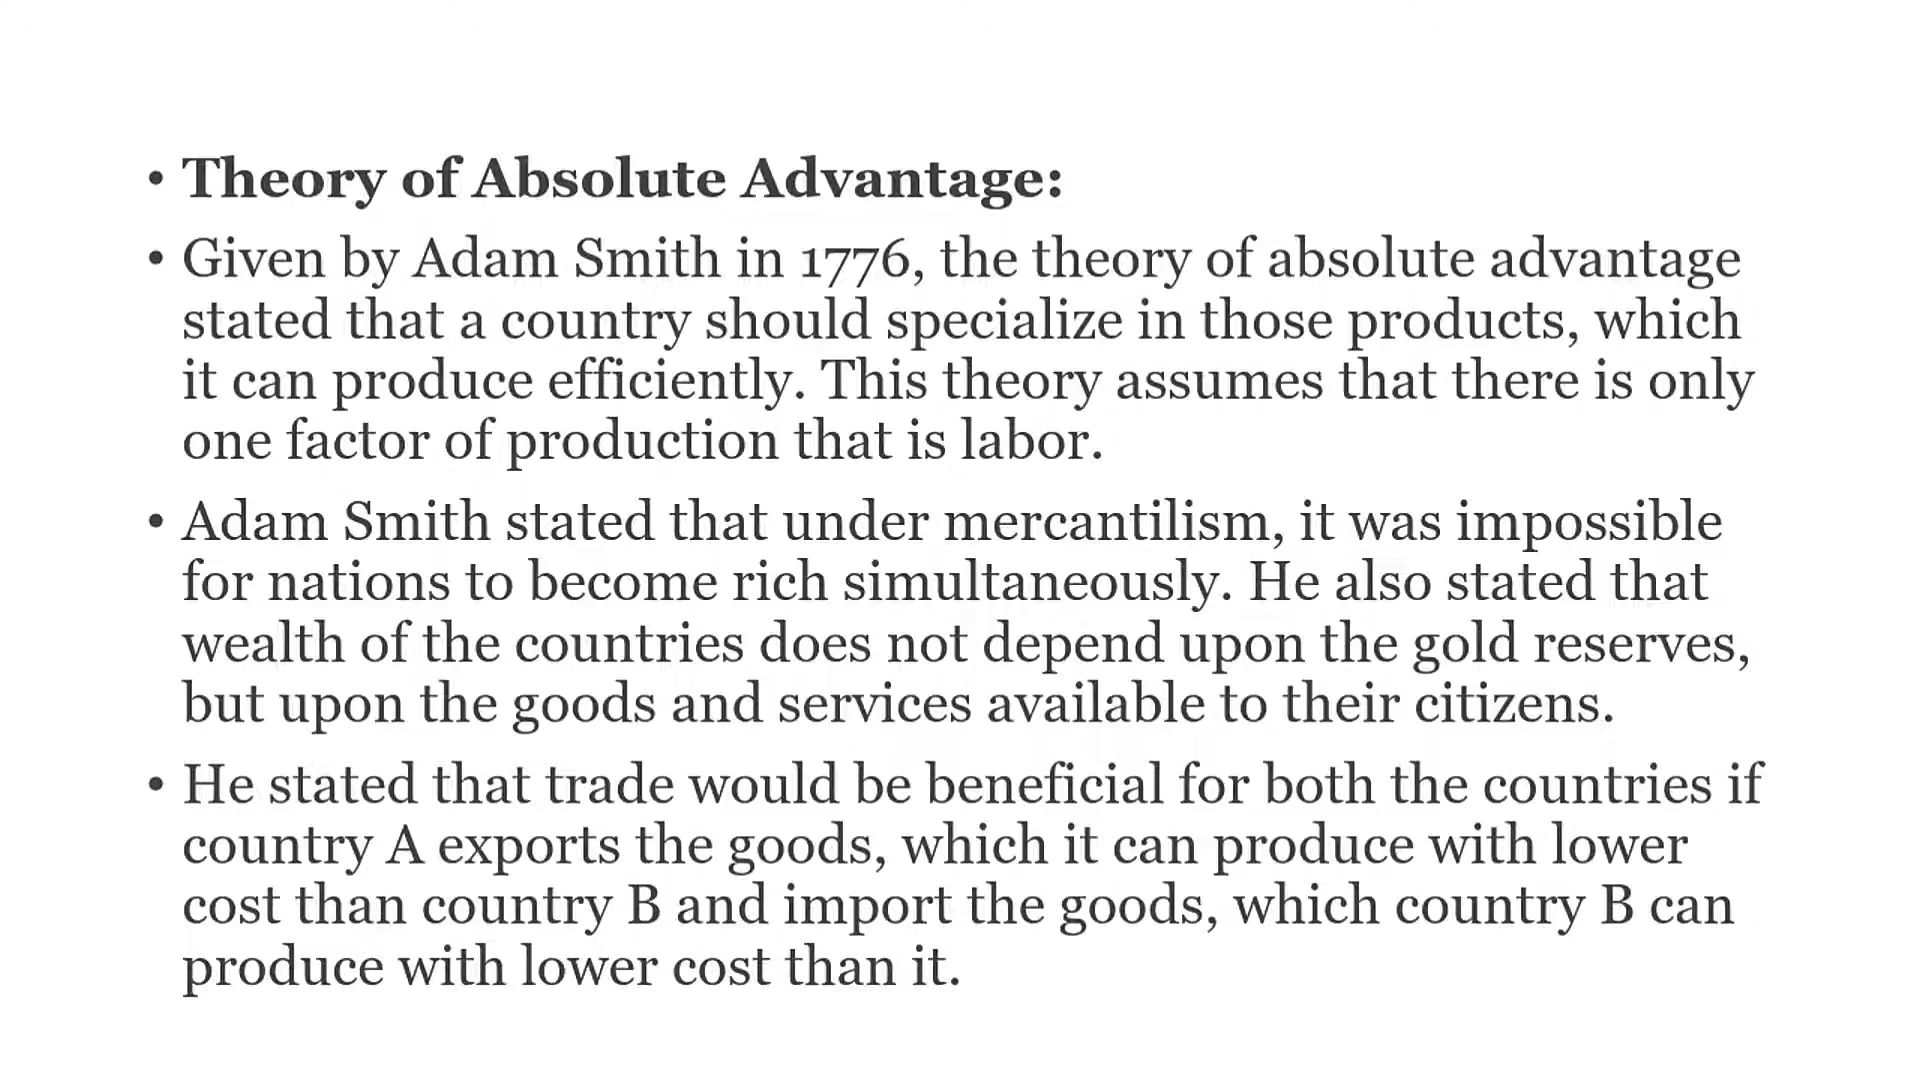 • Theory of Absolute Advantage:
• Given by Adam Smith in 1776, the theory of absolute advantage
stated that a country should specialize in those products, which
it can produce efficiently. This theory assumes that there is only
one factor of production that is labor.
• Adam Smith stated that under mercantilism, it was impossible
for nations to become rich simultaneously. He also stated that
wealth of the countries does not depend upon the gold reserves,
but upon the goods and services available to their citizens.
• He stated that trade would be beneficial for both the countries if
country A exports the goods, which it can produce with lower
cost than country B and import the goods, which country B can
produce with lower cost than it.